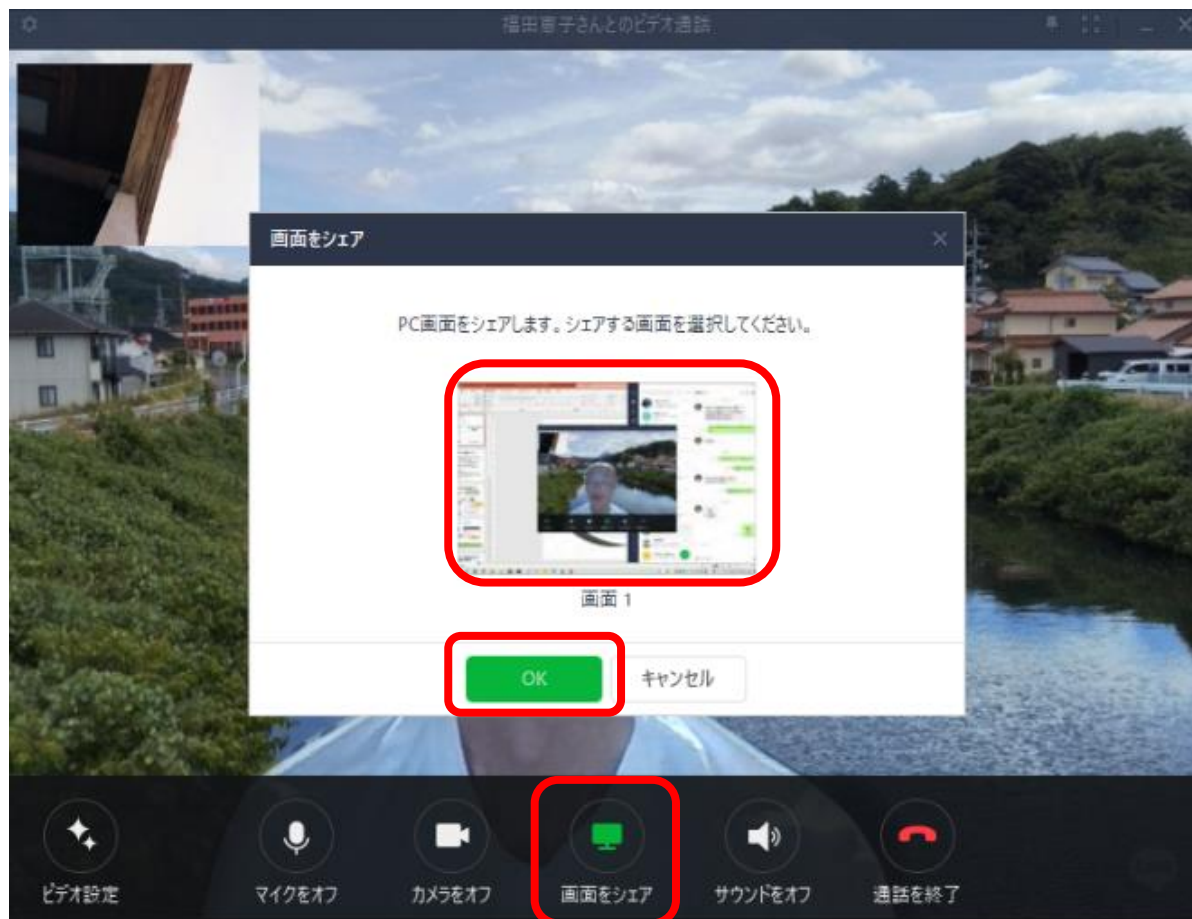 福田恵子さんとのビデオ通話
画面をシェア
PC画面をシェアします。シェアする画面を選択してください。
画面 1
OK
キャンセル
ビデオ設定
マイクをオフ
カメラをオフ
画面をシェア
サウンドをオフ
通話を終了